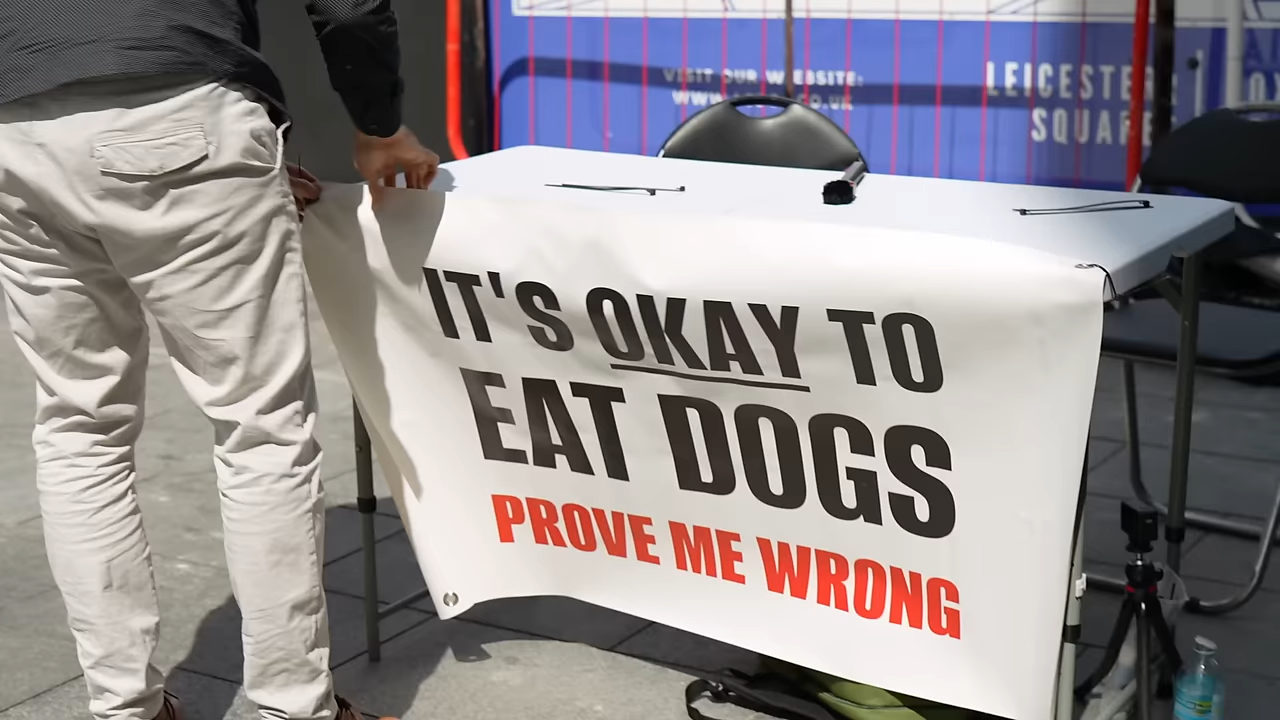 VISIT OUR WEBSITE:
LEICESTER
SQUARE
IT'S OKAY TO
EAT DOGS
PROVE ME WRONG